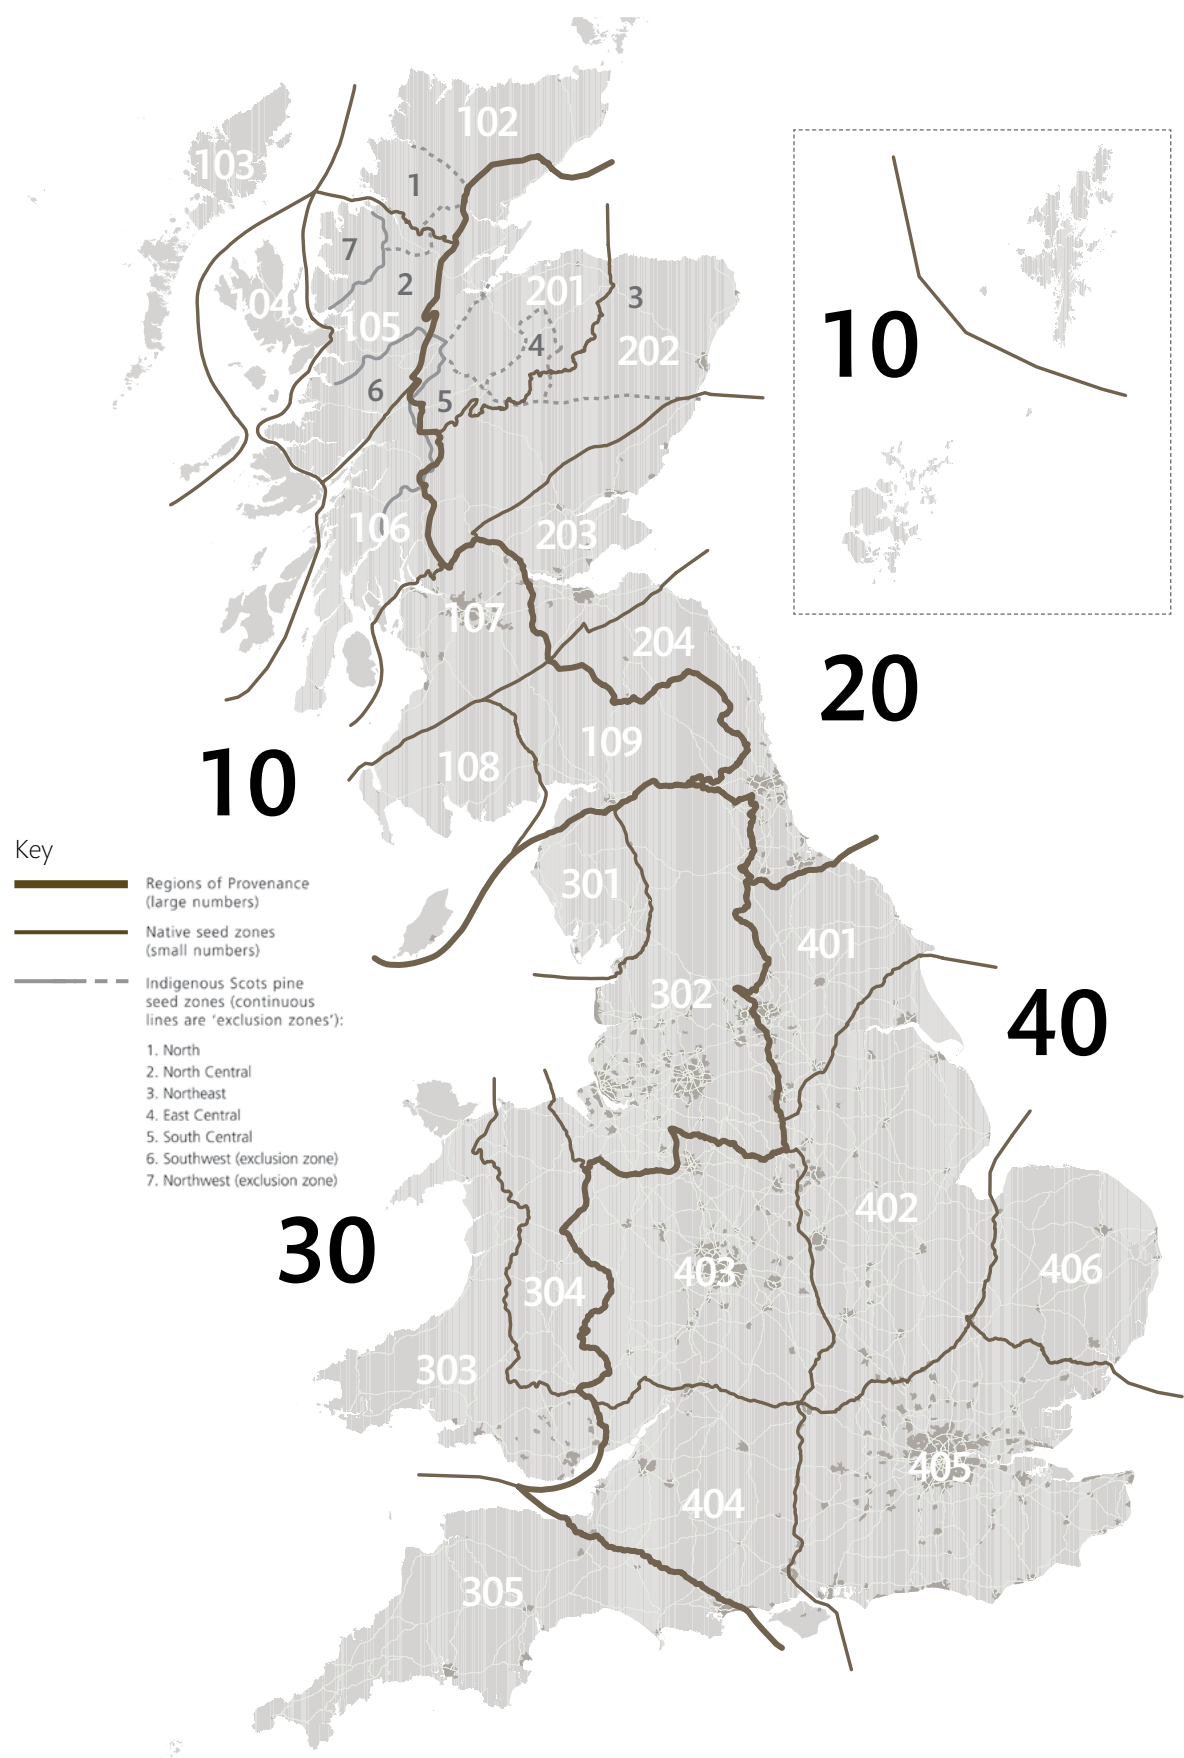 102
103
1
7
2
104
201
3
105
4
202
6
5
10
106
203
107
204
20
109
10
108
Key
Regions of Provenance
(large numbers)
Native seed zones
(small numbers)
Indigenous Scots pine
seed zones (continuous
lines are ‘exclusion zones’):
1. North
2. North Central
3. Northeast
4. East Central
5. South Central
6. Southwest (exclusion zone)
7. Northwest (exclusion zone)
301
401
302
40
402
30
403
406
304
303
405
404
305